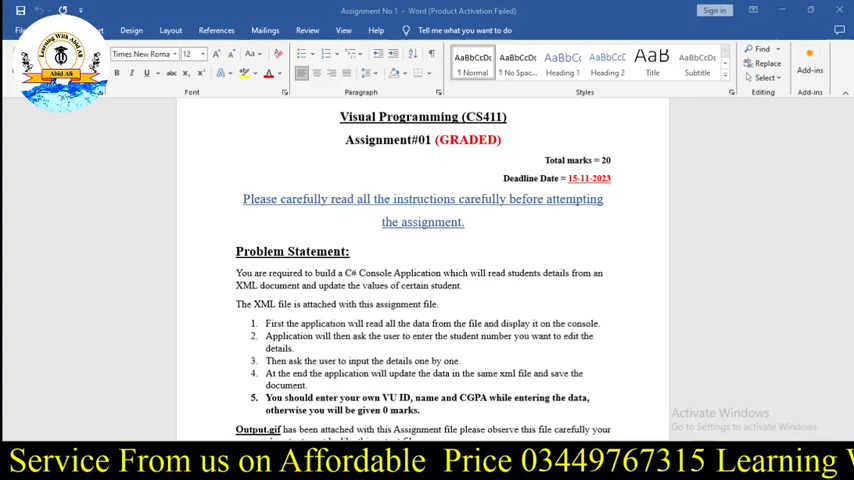 Assignment No 1 - Word (Product Activation Failed)
Sign in
Design Layout References Mailings Review View Help Tell me what you want to do
Learning With Abid Ali
Abid Ali
Times New Roma 12 Aa
B I U abc
Font
Paragraph
AaBbCcDc AaBbCcDc AaBbCc AaBbCcD AaB AaBbCcD
¶ Normal ¶ No Spac... Heading 1 Heading 2 Title Subtitle
Styles
Find
Replace
Select
Editing
Add-ins
Add-ins
Visual Programming (CS411)
Assignment#01 (GRADED)
Total marks = 20
Deadline Date = 15-11-2023
Please carefully read all the instructions carefully before attempting
the assignment.
Problem Statement:
You are required to build a C# Console Application which will read students details from an
XML document and update the values of certain student.
The XML file is attached with this assignment file.
1. First the application will read all the data from the file and display it on the console.
2. Application will then ask the user to enter the student number you want to edit the
details.
3. Then ask the user to input the details one by one.
4. At the end the application will update the data in the same xml file and save the
document.
5. You should enter your own VU ID, name and CGPA while entering the data,
otherwise you will be given 0 marks.
Output.gif has been attached with this Assignment file please observe this file carefully your
Activate Windows
Go to Settings to activate Windows.
Service From us on Affordable Price 03449767315 Learning